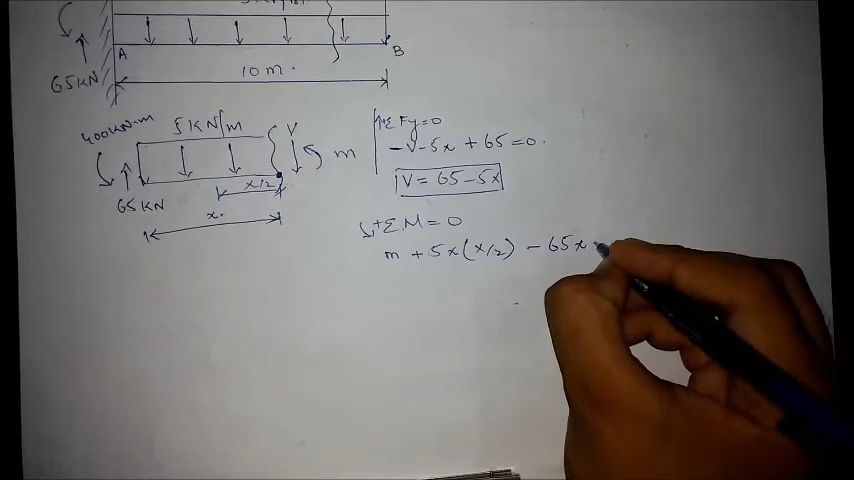 65KN
A
B
10 m.
400KN-m
5 KN/m
V
m
65 KN
x/2
x.
+ΣFy=0
-V-5x+65=0.
V= 65-5x
+ΣM=0
m+5x(x/2)-65x